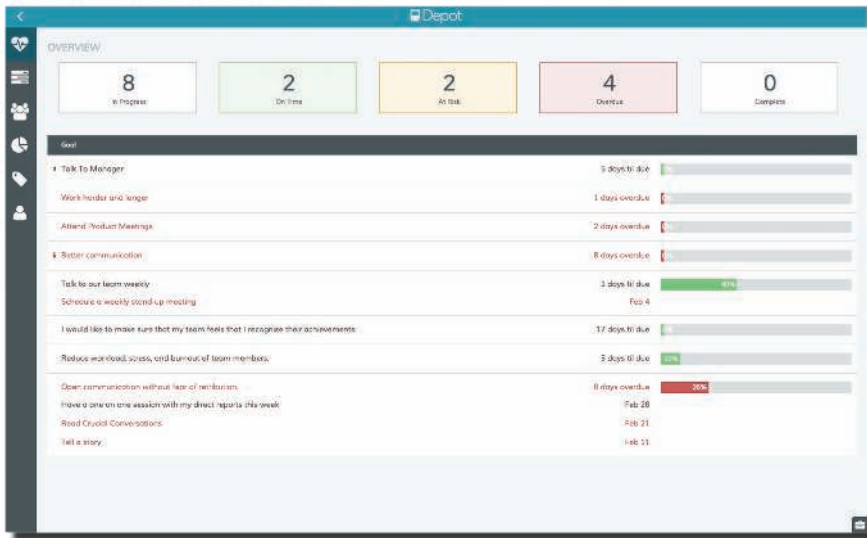 Depot
OVERVIEW
8 2 2 4 0
In Progress On Time At Risk Overdue Complete
Goal
Talk To Manager 5 days til due
Work harder and longer 1 days overdue
Attend Product Meetings 2 days overdue
Better communication 8 days overdue
Talk to our team weekly 1 days til due 40%
Schedule a weekly stand-up meeting Feb 4
I would like to make sure that my team feels that I recognize their achievements 17 days til due
Reduce workload, stress, and burnout of team members. 5 days til due
Open communication without fear of retribution. 8 days overdue 25%
Have a one on one session with my direct reports this week Feb 28
Read Crucial Conversations Feb 21
Tell a story Feb 11